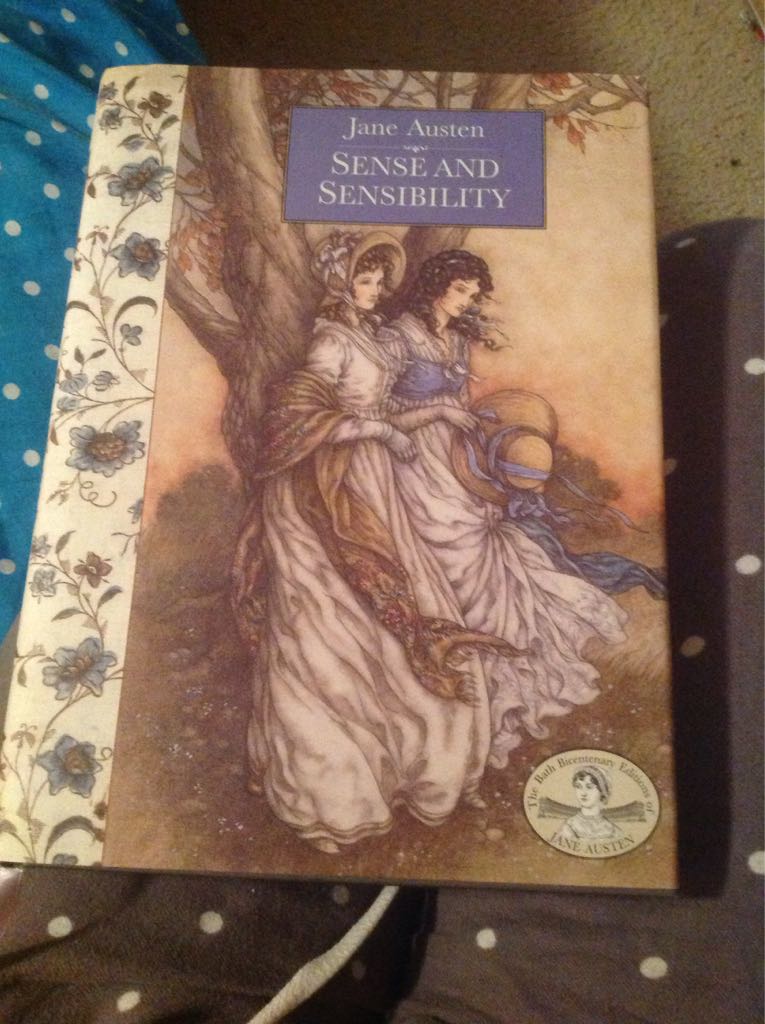 Jane Austen
SENSE AND
SENSIBILITY
The Bath Bicentenary Editions of
JANE AUSTEN